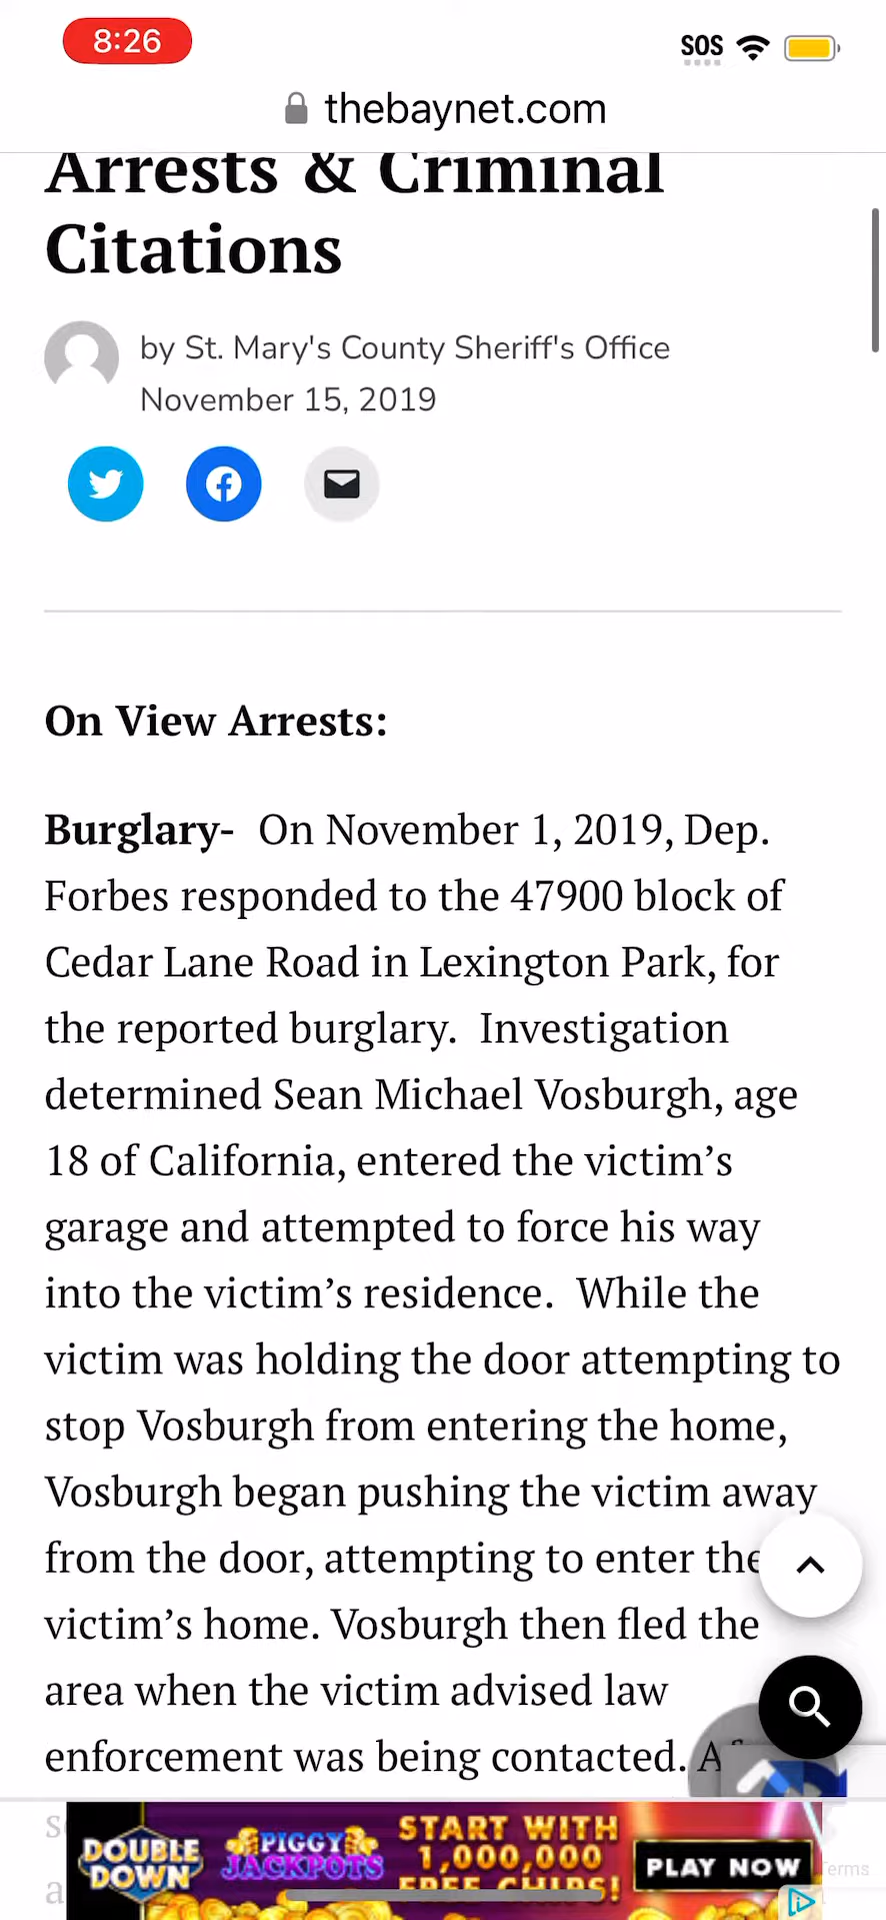 8:26
SOS
thebaynet.com
Arrests & Criminal
Citations
by St. Mary's County Sheriff's Office
November 15, 2019
On View Arrests:
Burglary-  On November 1, 2019, Dep.
Forbes responded to the 47900 block of
Cedar Lane Road in Lexington Park, for
the reported burglary.  Investigation
determined Sean Michael Vosburgh, age
18 of California, entered the victim’s
garage and attempted to force his way
into the victim’s residence.  While the
victim was holding the door attempting to
stop Vosburgh from entering the home,
Vosburgh began pushing the victim away
from the door, attempting to enter the
victim’s home. Vosburgh then fled the
area when the victim advised law
enforcement was being contacted.
DOUBLE
DOWN
PIGGY
JACKPOTS
START WITH
1,000,000
FREE CHIPS!
PLAY NOW